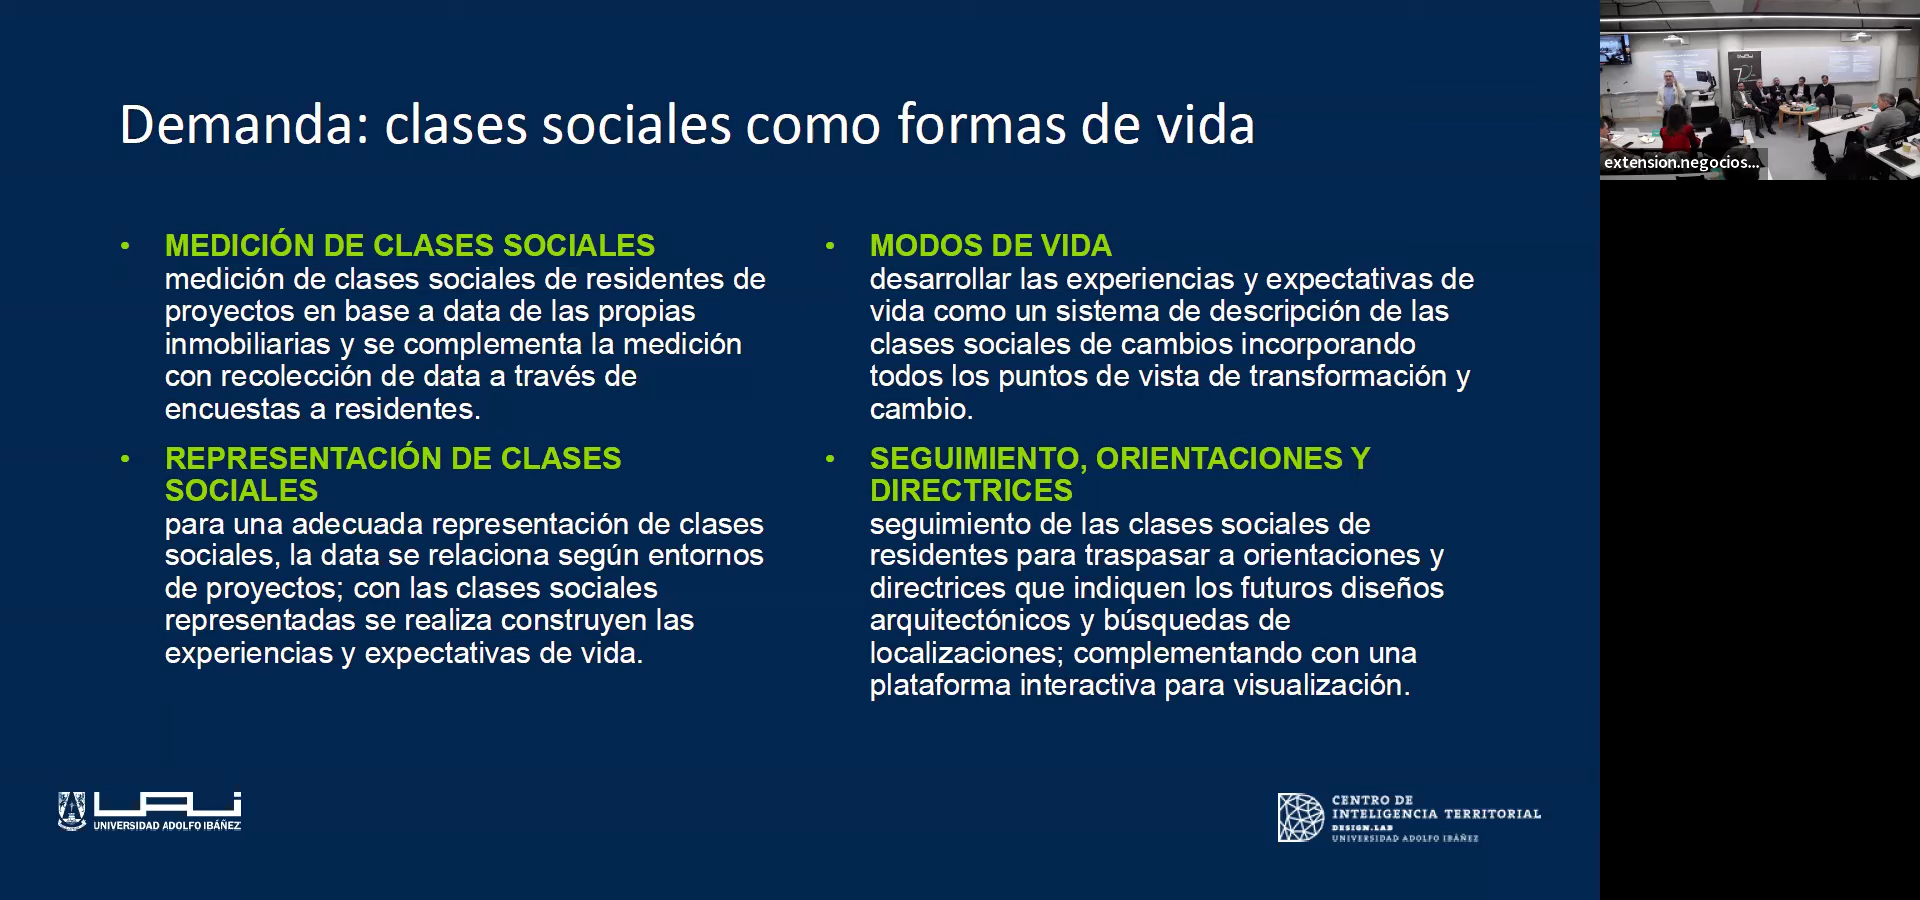 Demanda: clases sociales como formas de vida
• MEDICIÓN DE CLASES SOCIALES
medición de clases sociales de residentes de
proyectos en base a data de las propias
inmobiliarias y se complementa la medición
con recolección de data a través de
encuestas a residentes.
• REPRESENTACIÓN DE CLASES
SOCIALES
para una adecuada representación de clases
sociales, la data se relaciona según entornos
de proyectos; con las clases sociales
representadas se realiza construyen las
experiencias y expectativas de vida.
• MODOS DE VIDA
desarrollar las experiencias y expectativas de
vida como un sistema de descripción de las
clases sociales de cambios incorporando
todos los puntos de vista de transformación y
cambio.
• SEGUIMIENTO, ORIENTACIONES Y
DIRECTRICES
seguimiento de las clases sociales de
residentes para traspasar a orientaciones y
directrices que indiquen los futuros diseños
arquitectónicos y búsquedas de
localizaciones; complementando con una
plataforma interactiva para visualización.
UAI
UNIVERSIDAD ADOLFO IBÁÑEZ
CENTRO DE
INTELIGENCIA TERRITORIAL
DESIGN.LAB
UNIVERSIDAD ADOLFO IBÁÑEZ
extension.negocios...